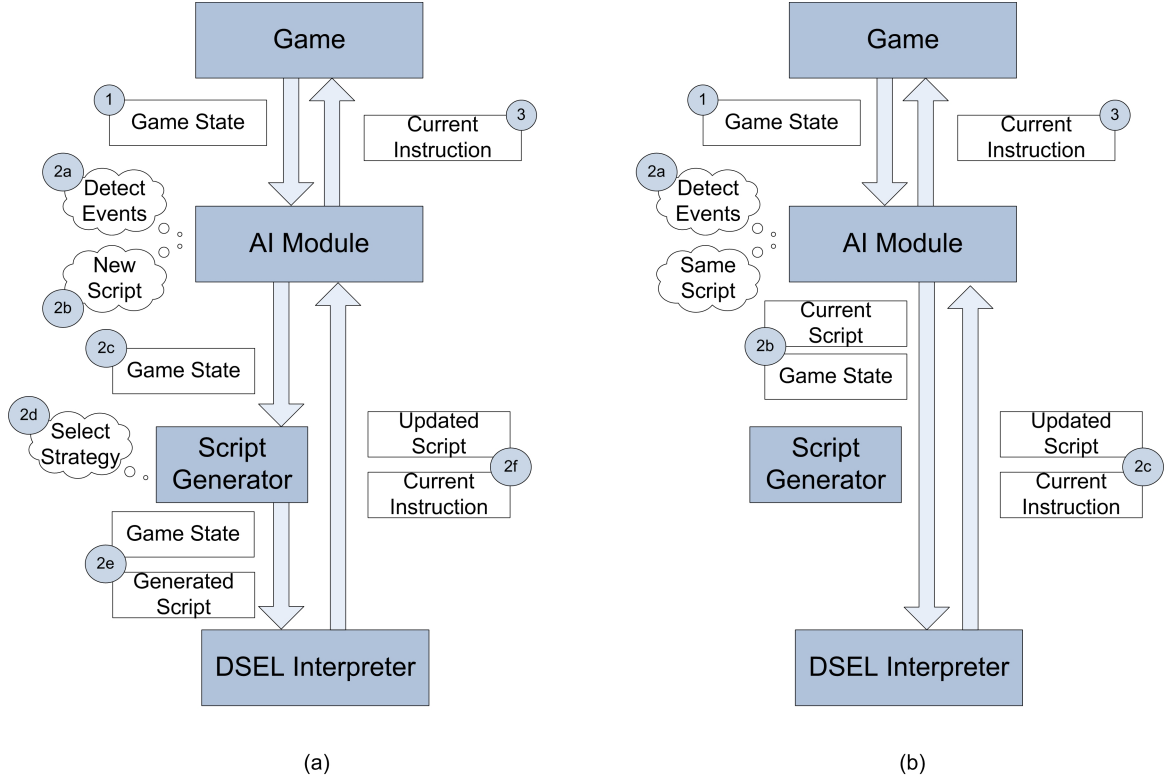 Game
1
Game State
3
Current
Instruction
2a
Detect
Events
AI Module
New
Script
2b
2c
Game State
2d
Select
Strategy
Script
Generator
Updated
Script
2f
Current
Instruction
Game State
2e
Generated
Script
DSEL Interpreter
(a)
Game
1
Game State
3
Current
Instruction
2a
Detect
Events
AI Module
Same
Script
Current
Script
2b
Game State
Script
Generator
Updated
Script
2c
Current
Instruction
DSEL Interpreter
(b)